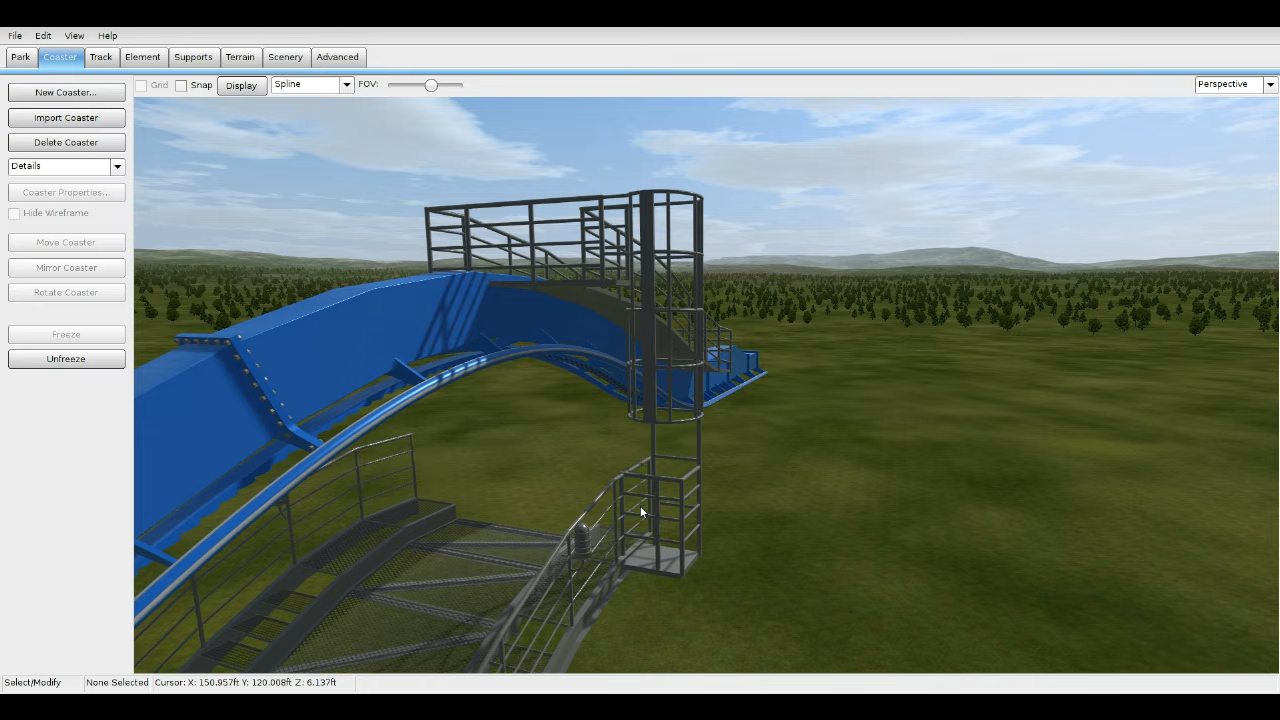 File Edit View Help
Park Coaster Track Element Supports Terrain Scenery Advanced
Grid Snap Display Spline FOV: Perspective
New Coaster...
Import Coaster
Delete Coaster
Details
Coaster Properties...
Hide Wireframe
Move Coaster
Mirror Coaster
Rotate Coaster
Freeze
Unfreeze
Select/Modify None Selected Cursor: X: 150.957ft Y: 120.008ft Z: 6.137ft